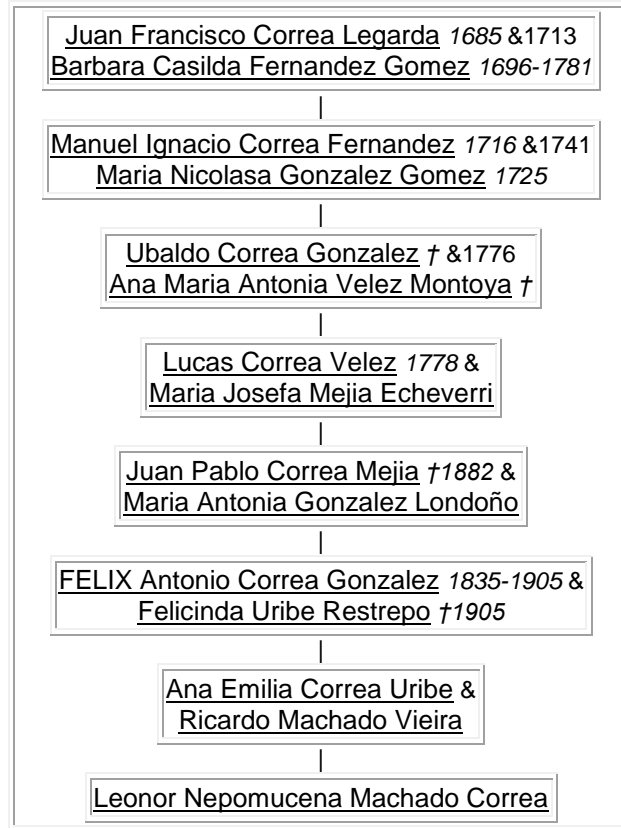 Juan Francisco Correa Legarda 1685 &1713
Barbara Casilda Fernandez Gomez 1696-1781
Manuel Ignacio Correa Fernandez 1716 &1741
Maria Nicolasa Gonzalez Gomez 1725
Ubaldo Correa Gonzalez † &1776
Ana Maria Antonia Velez Montoya †
Lucas Correa Velez 1778 &
Maria Josefa Mejia Echeverri
Juan Pablo Correa Mejia †1882 &
Maria Antonia Gonzalez Londoño
FELIX Antonio Correa Gonzalez 1835-1905 &
Felicinda Uribe Restrepo †1905
Ana Emilia Correa Uribe &
Ricardo Machado Vieira
Leonor Nepomucena Machado Correa